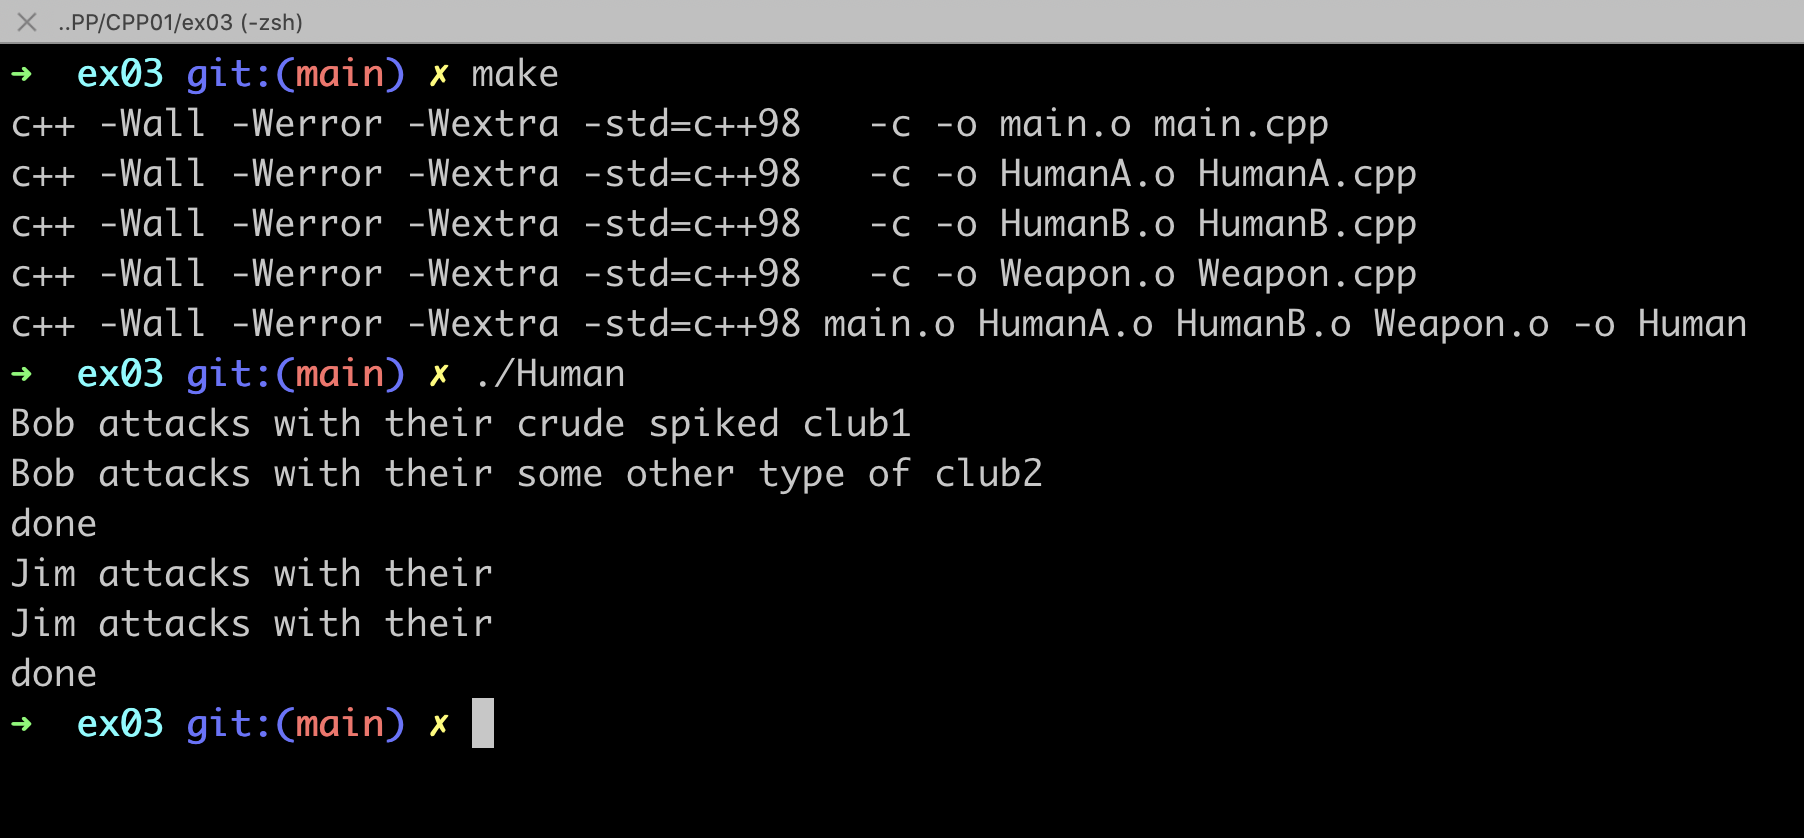 ..PP/CPP01/ex03 (-zsh)
➜  ex03 git:(main) ✗ make
c++ -Wall -Werror -Wextra -std=c++98   -c -o main.o main.cpp
c++ -Wall -Werror -Wextra -std=c++98   -c -o HumanA.o HumanA.cpp
c++ -Wall -Werror -Wextra -std=c++98   -c -o HumanB.o HumanB.cpp
c++ -Wall -Werror -Wextra -std=c++98   -c -o Weapon.o Weapon.cpp
c++ -Wall -Werror -Wextra -std=c++98 main.o HumanA.o HumanB.o Weapon.o -o Human
➜  ex03 git:(main) ✗ ./Human
Bob attacks with their crude spiked club1
Bob attacks with their some other type of club2
done
Jim attacks with their
Jim attacks with their
done
➜  ex03 git:(main) ✗